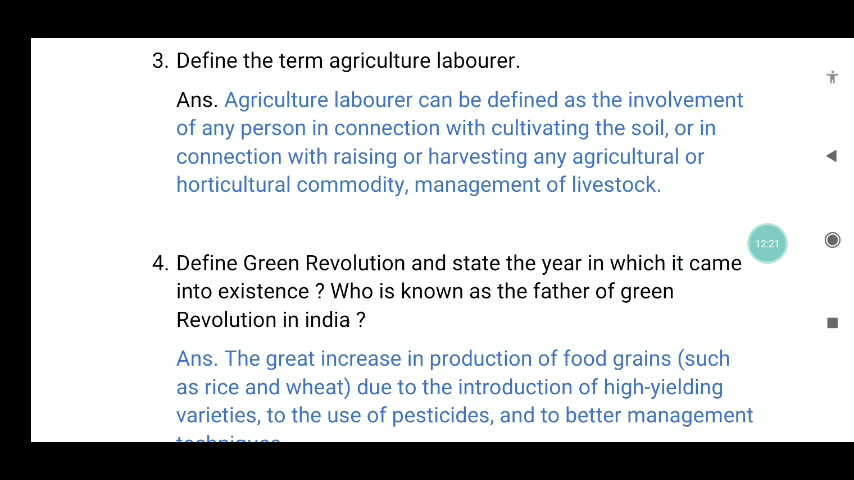 3. Define the term agriculture labourer.
Ans. Agriculture labourer can be defined as the involvement
of any person in connection with cultivating the soil, or in
connection with raising or harvesting any agricultural or
horticultural commodity, management of livestock.
12:21
4. Define Green Revolution and state the year in which it came
into existence ? Who is known as the father of green
Revolution in india ?
Ans. The great increase in production of food grains (such
as rice and wheat) due to the introduction of high-yielding
varieties, to the use of pesticides, and to better management